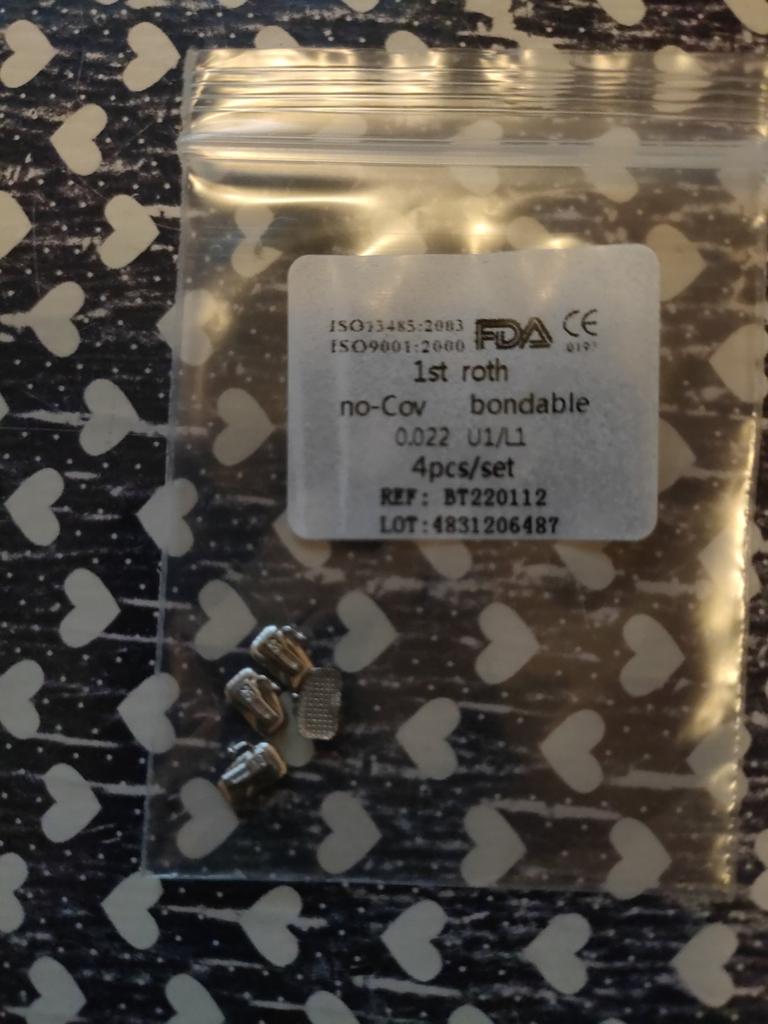 ISO13485:2003 FDA CE
ISO9001:2000
1st roth
no-Cov bondable
0.022 U1/L1
4pcs/set
REF: BT220112
LOT:4831206487